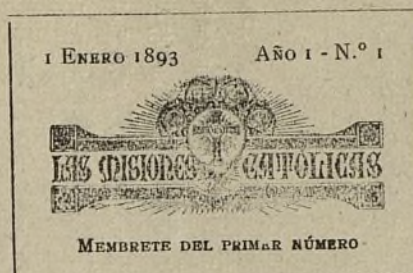 1 ENERO 1893 AÑO 1 - N.º 1
LAS MISIONES CATOLICAS
MEMBRETE DEL PRIMER NÚMERO